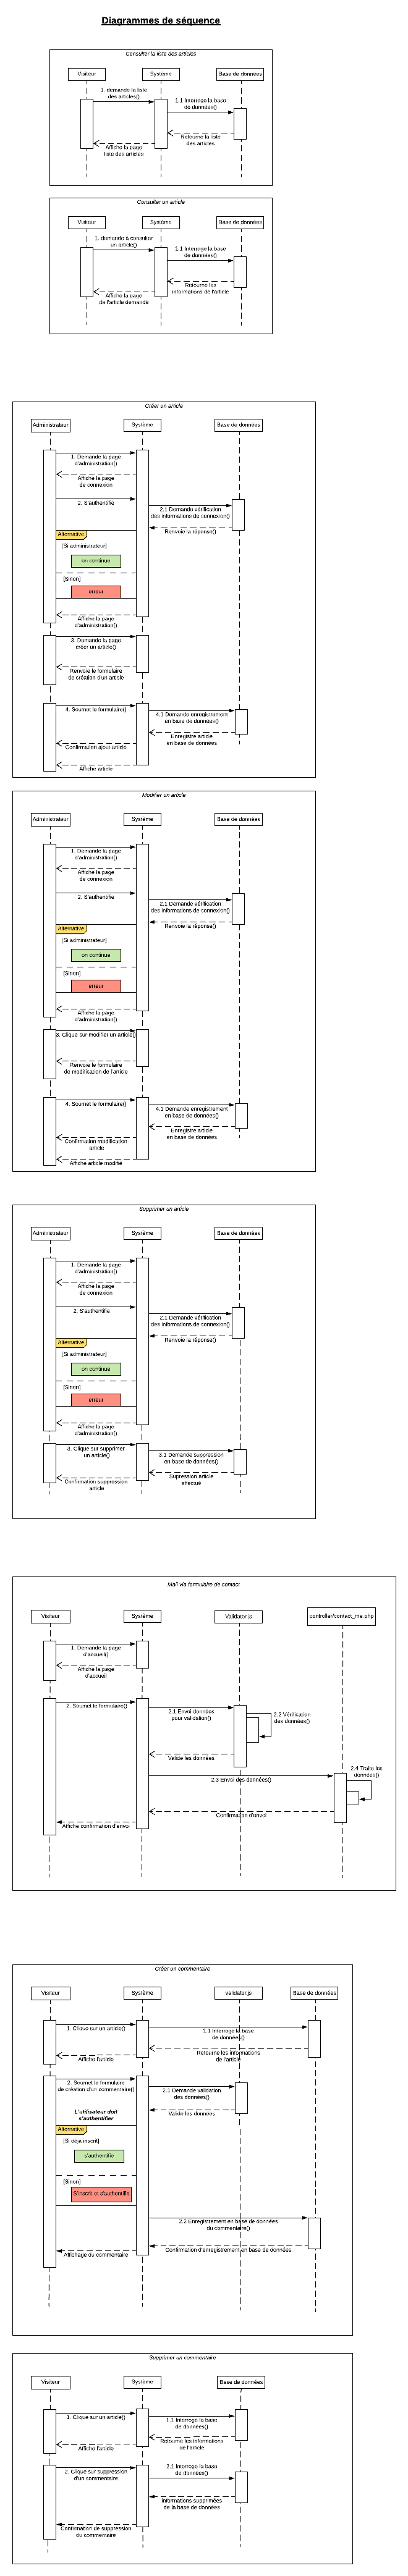 Diagrammes de séquence
Consulter la liste des articles
Visiteur
Système
Base de données
1. demande la liste
des articles()
1.1 Interroge la base
de données()
Retourne la liste
des articles
Affiche la page
liste des articles
Consulter un article
Visiteur
Système
Base de données
1. demande à consulter
un article()
1.1 Interroge la base
de données()
Retourne les
informations de l'article
Affiche la page
de l'article demandé
Créer un article
Administrateur
Système
Base de données
1. Demande la page
d'administration()
Affiche la page
de connexion
2. S'authentifie
2.1 Demande vérification
des informations de connexion()
Renvoie la réponse()
Alternative
[Si administrateur]
on continue
[Sinon]
erreur
Affiche la page
d'administration()
3. Demande la page
créer un article()
Renvoie le formulaire
de création d'un article
4. Soumet le formulaire()
4.1 Demande enregistrement
en base de données()
Enregistre article
en base de données
Confirmation ajout article
Affiche article
Modifier un article
Administrateur
Système
Base de données
1. Demande la page
d'administration()
Affiche la page
de connexion
2. S'authentifie
2.1 Demande vérification
des informations de connexion()
Renvoie la réponse()
Alternative
[Si administrateur]
on continue
[Sinon]
erreur
Affiche la page
d'administration()
3. Clique sur modifier un article()
Renvoie le formulaire
de modification de l'article
4. Soumet le formulaire()
4.1 Demande enregistrement
en base de données()
Enregistre article
en base de données
Confirmation modification
article
Affiche article modifié
Supprimer un article
Administrateur
Système
Base de données
1. Demande la page
d'administration()
Affiche la page
de connexion
2. S'authentifie
2.1 Demande vérification
des informations de connexion()
Renvoie la réponse()
Alternative
[Si administrateur]
on continue
[Sinon]
erreur
Affiche la page
d'administration()
3. Clique sur supprimer
un article()
3.1 Demande suppression
en base de données()
Supression article
effectué
Confirmation suppression
article
Mail via formulaire de contact
Visiteur
Système
Validator.js
controller/contact_me.php
1. Demande la page
d'accueil()
Affiche la page
d'accueil
2. Soumet le formulaire()
2.1 Envoi données
pour validation()
2.2 Vérification
des données()
Valide les données
2.3 Envoi des données()
2.4 Traite les
données()
Confirmation d'envoi
Affiche confirmation d'envoi
Créer un commentaire
Visiteur
Système
validator.js
Base de données
1. Clique sur un article()
1.1 Interroge la base
de données()
Retourne les informations
de l'article
Affiche l'article
2. Soumet le formulaire
de création d'un commentaire()
2.1 Demande validation
des données()
Valide les données
L'utilisateur doit
s'authentifier
Alternative
[Si déjà inscrit]
s'authentifie
[Sinon]
S'inscrit et s'authentifie
2.2 Enregistrement en base de données
du commentaire()
Confirmation d'enregistrement en base de données
Affichage du commentaire
Supprimer un commentaire
Visiteur
Système
Base de données
1. Clique sur un article()
1.1 Interroge la base
de données()
Retourne les informations
de l'article
Affiche l'article
2. Clique sur suppression
d'un commentaire
2.1 Interroge la base
de données()
Informations supprimées
de la base de données
Confirmation de suppression
du commentaire